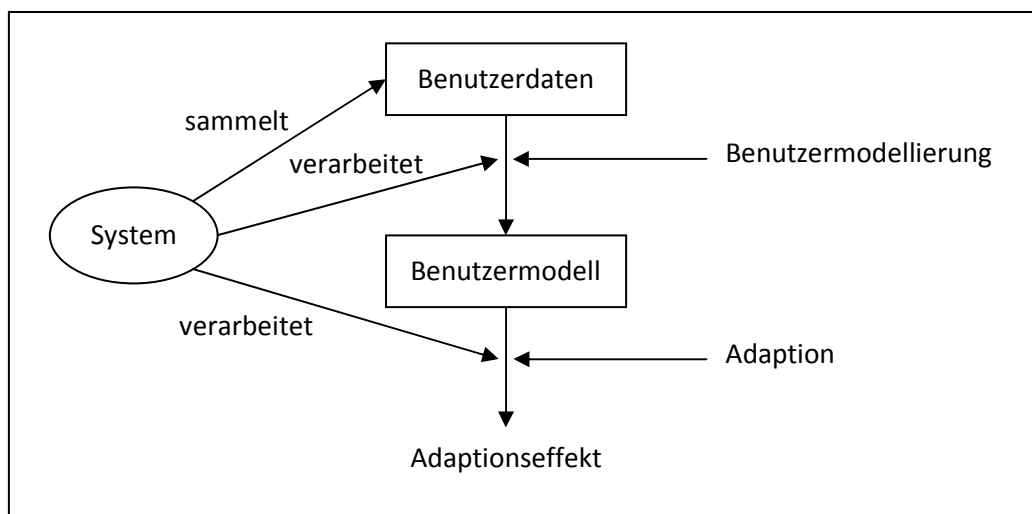 Benutzerdaten
sammelt
verarbeitet
Benutzermodellierung
System
Benutzermodell
verarbeitet
Adaption
Adaptionseffekt